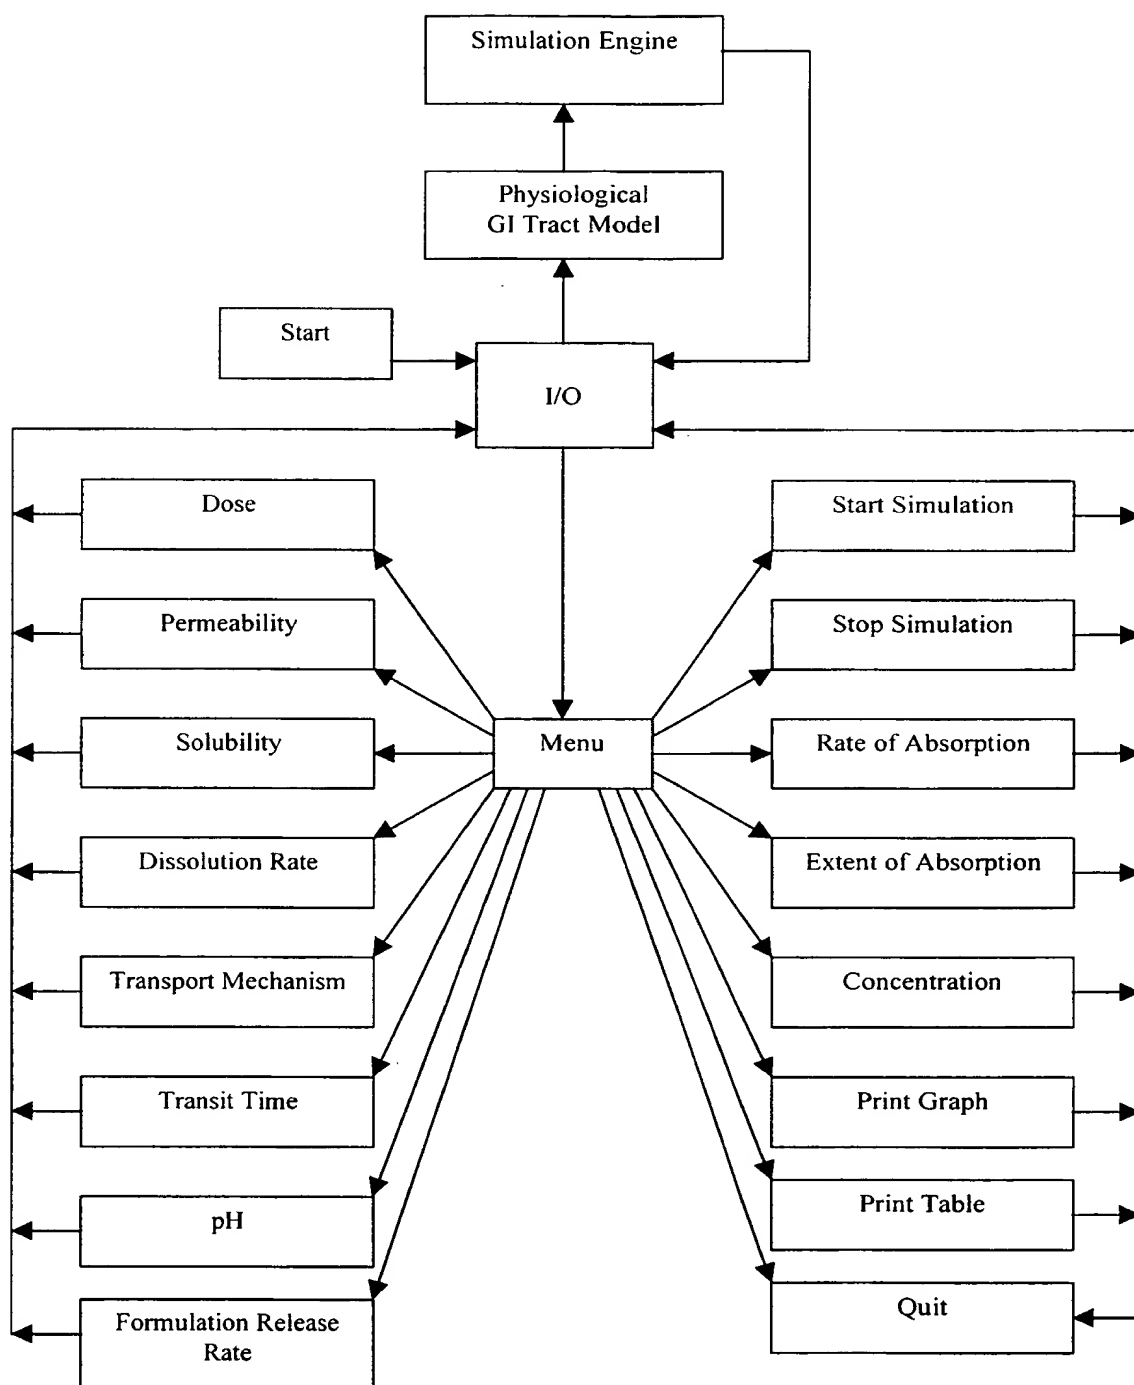 Simulation Engine
Physiological
GI Tract Model
Start
I/O
Dose
Start Simulation
Permeability
Stop Simulation
Solubility
Menu
Rate of Absorption
Dissolution Rate
Extent of Absorption
Transport Mechanism
Concentration
Transit Time
Print Graph
pH
Print Table
Formulation Release
Rate
Quit